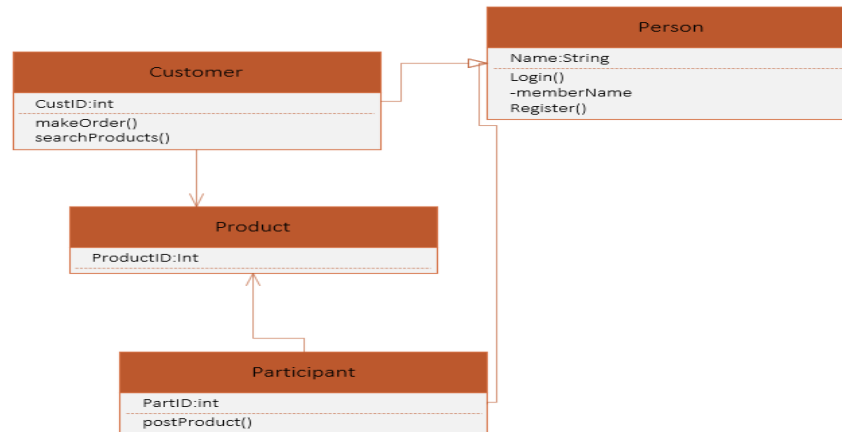 Person
Name:String
Login()
-memberName
Register()
Customer
CustID:int
makeOrder()
searchProducts()
Product
ProductID:Int
Participant
PartID:int
postProduct()